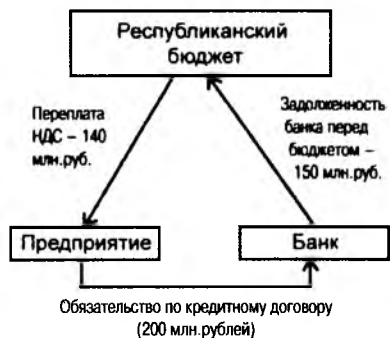 Республиканский
бюджет
Переплата
НДС – 140
млн.руб.
Задолженность
банка перед
бюджетом –
150 млн.руб.
Предприятие
Банк
Обязательство по кредитному договору
(200 млн.рублей)